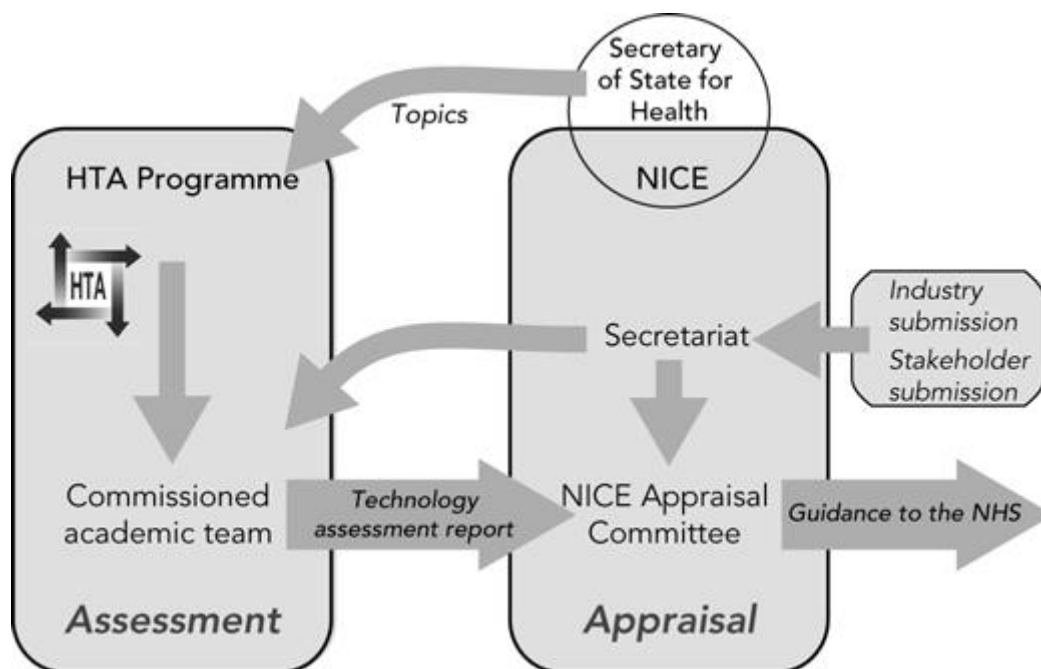 Secretary
of State for
Health
Topics
HTA Programme
NICE
HTA
Industry
submission
Stakeholder
submission
Secretariat
Commissioned
academic team
Technology
assessment report
NICE Appraisal
Committee
Guidance to the NHS
Assessment
Appraisal